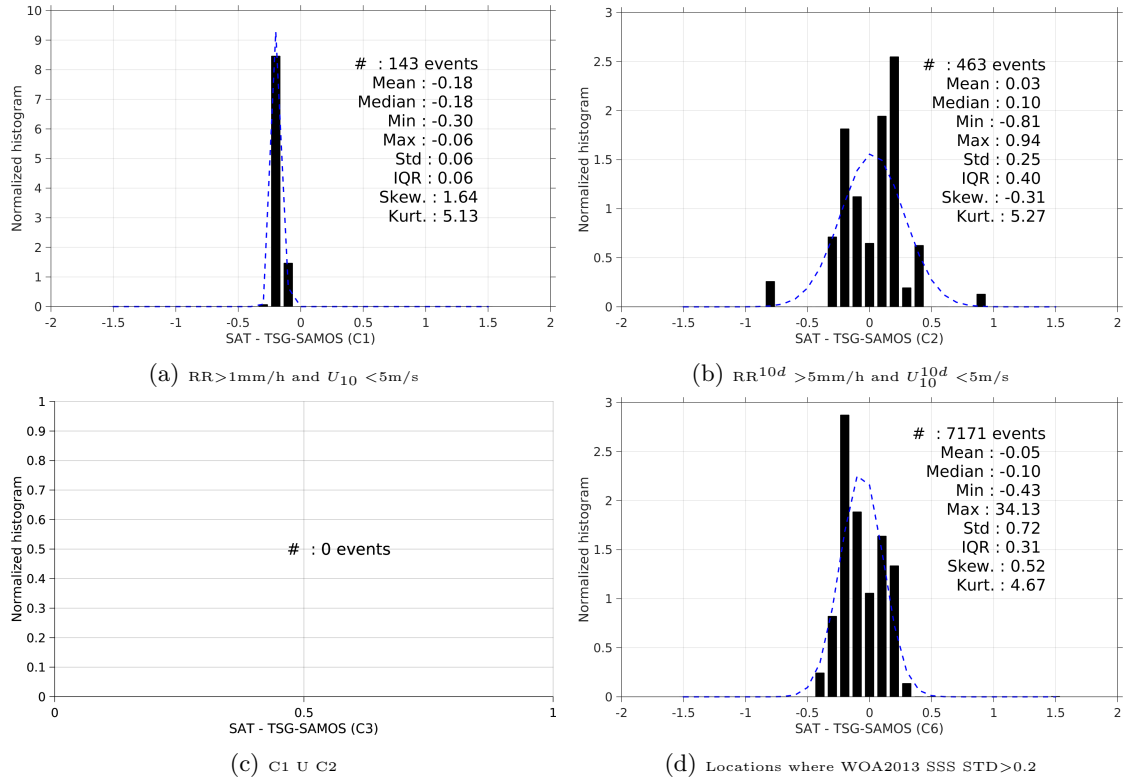 10
9
8
7
6
5
4
3
2
1
0
Normalized histogram
# : 143 events
Mean : -0.18
Median : -0.18
Min : -0.30
Max : -0.06
Std : 0.06
IQR : 0.06
Skew. : 1.64
Kurt. : 5.13
-2 -1.5 -1 -0.5 0 0.5 1 1.5 2
SAT - TSG-SAMOS (C1)
(a) RR>1mm/h and U10 <5m/s
3
2.5
2
1.5
1
0.5
0
Normalized histogram
# : 463 events
Mean : 0.03
Median : 0.10
Min : -0.81
Max : 0.94
Std : 0.25
IQR : 0.40
Skew. : -0.31
Kurt. : 5.27
-2 -1.5 -1 -0.5 0 0.5 1 1.5 2
SAT - TSG-SAMOS (C2)
(b) RR10d >5mm/h and U10d10 <5m/s
1
0.9
0.8
0.7
0.6
0.5
0.4
0.3
0.2
0.1
0
Normalized histogram
# : 0 events
0 0.5 1
SAT - TSG-SAMOS (C3)
(c) C1 U C2
3
2.5
2
1.5
1
0.5
0
Normalized histogram
# : 7171 events
Mean : -0.05
Median : -0.10
Min : -0.43
Max : 34.13
Std : 0.72
IQR : 0.31
Skew. : 0.52
Kurt. : 4.67
-2 -1.5 -1 -0.5 0 0.5 1 1.5 2
SAT - TSG-SAMOS (C6)
(d) Locations where WOA2013 SSS STD>0.2